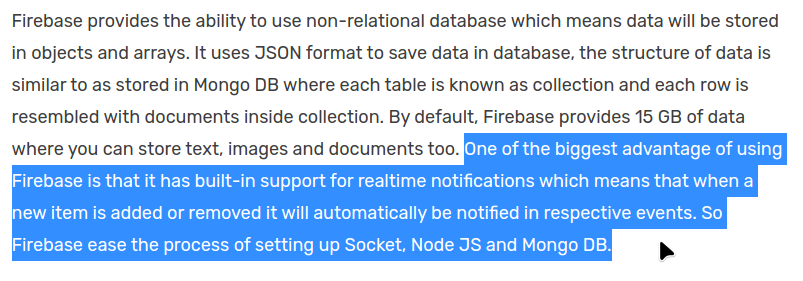 Firebase provides the ability to use non-relational database which means data will be stored
in objects and arrays. It uses JSON format to save data in database, the structure of data is
similar to as stored in Mongo DB where each table is known as collection and each row is
resembled with documents inside collection. By default, Firebase provides 15 GB of data
where you can store text, images and documents too. One of the biggest advantage of using
Firebase is that it has built-in support for realtime notifications which means that when a
new item is added or removed it will automatically be notified in respective events. So
Firebase ease the process of setting up Socket, Node JS and Mongo DB.